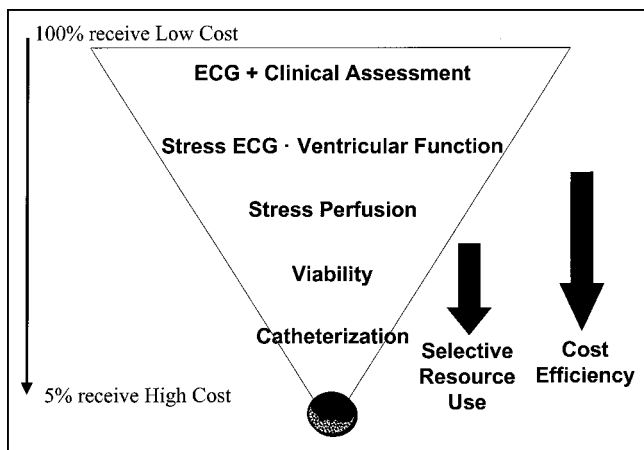 100% receive Low Cost
ECG + Clinical Assessment
Stress ECG · Ventricular Function
Stress Perfusion
Viability
Catheterization
Selective
Resource
Use
Cost
Efficiency
5% receive High Cost